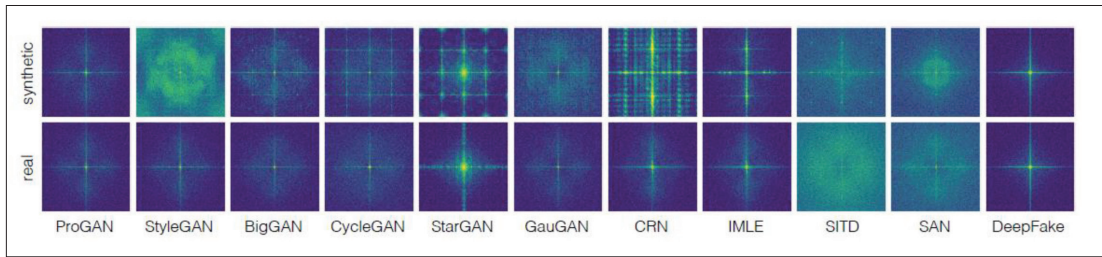 synthetic
real
ProGAN StyleGAN BigGAN CycleGAN StarGAN GauGAN CRN IMLE SITD SAN DeepFake